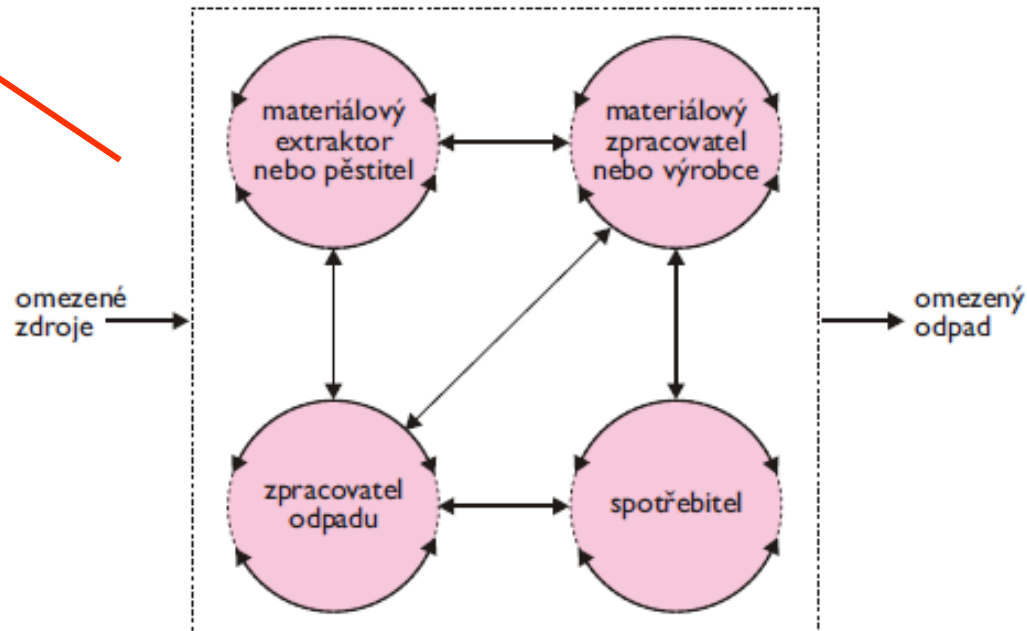 materiálový
extraktor
nebo pěstitel
materiálový
zpracovatel
nebo výrobce
omezené
zdroje
omezený
odpad
zpracovatel
odpadu
spotřebitel